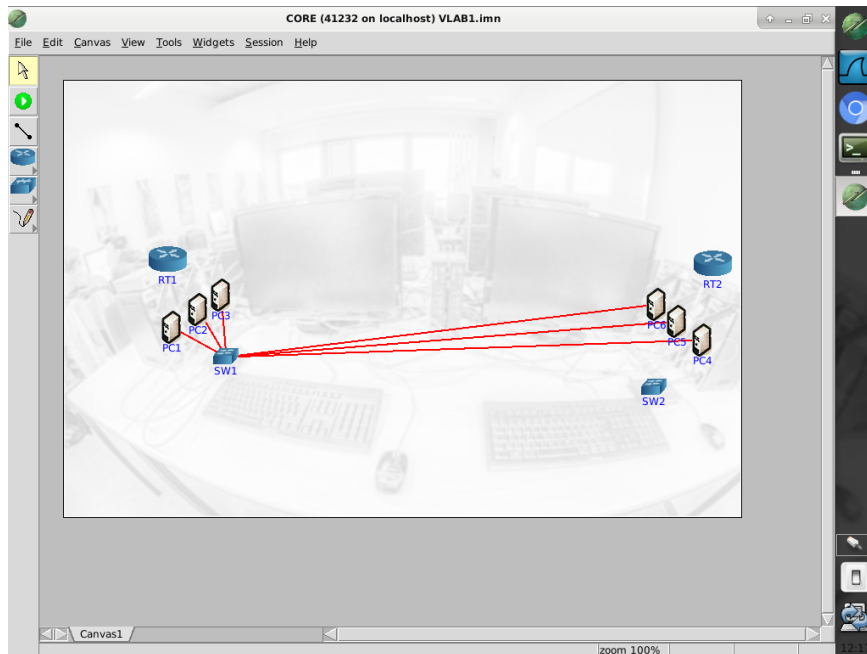 CORE (41232 on localhost) VLAB1.imn
File Edit Canvas View Tools Widgets Session Help
RT1
RT2
PC3
PC2
PC1
SW1
PC6
PC5
PC4
SW2
Canvas1
zoom 100%